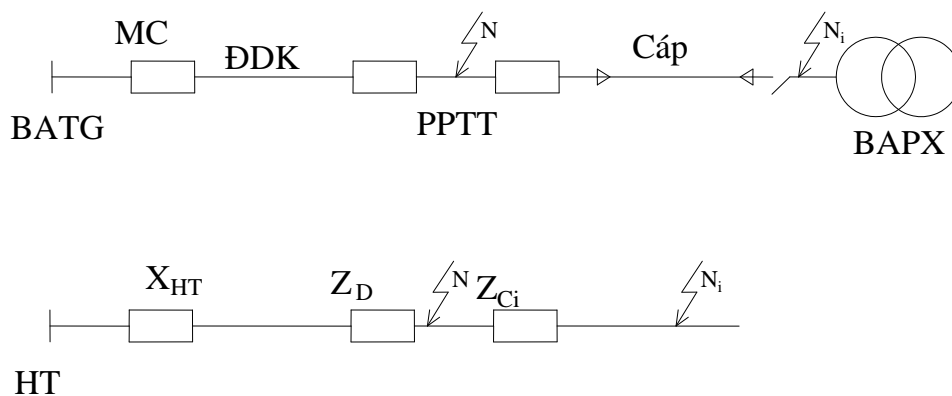 MC
ĐDK
N
Cáp
Ni
BATG
PPTT
BAPX
XHT
ZD
N
ZCi
Ni
HT